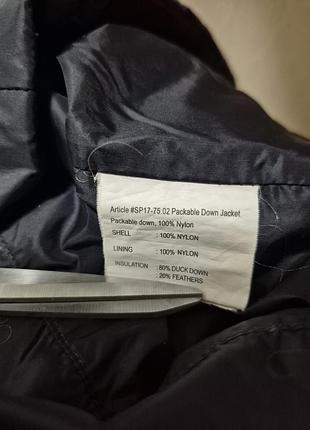 Article #SP17-75.02 Packable Down Jacket
Packable down, 100% Nylon
SHELL : 100% NYLON
LINING : 100% NYLON
INSULATION : 80% DUCK DOWN
: 20% FEATHERS